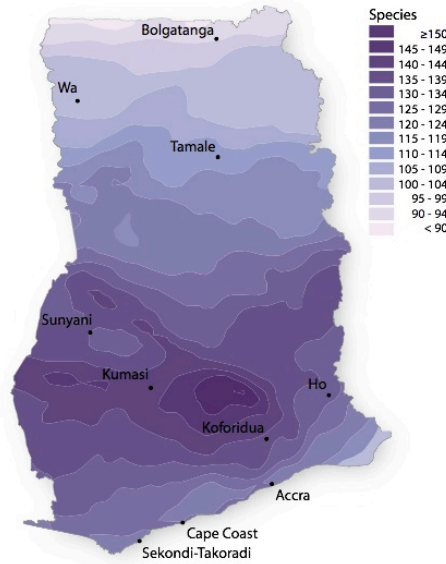 Species
≥150
145 - 149
140 - 144
135 - 139
130 - 134
125 - 129
120 - 124
115 - 119
110 - 114
105 - 109
100 - 104
95 - 99
90 - 94
< 90
Bolgatanga
Wa
Tamale
Sunyani
Kumasi
Ho
Koforidua
Accra
Cape Coast
Sekondi-Takoradi